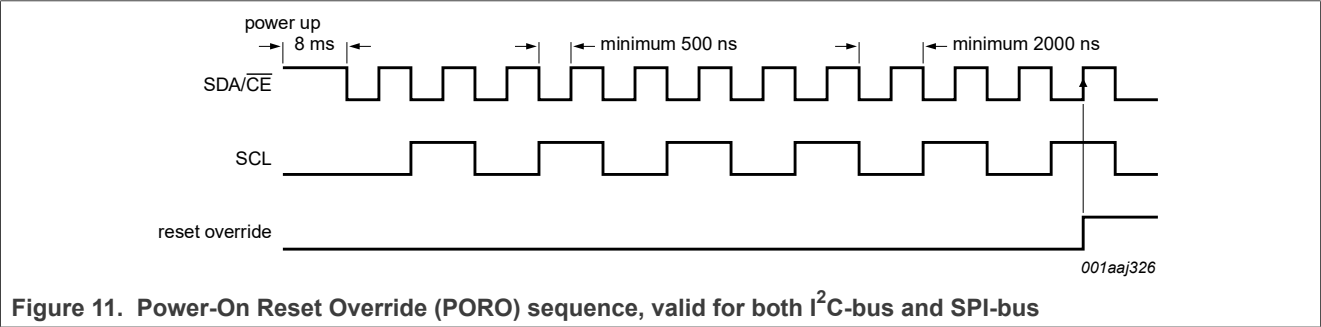 power up
8 ms
minimum 500 ns
minimum 2000 ns
SDA/CE
SCL
reset override
001aaj326
Figure 11. Power-On Reset Override (PORO) sequence, valid for both I2C-bus and SPI-bus